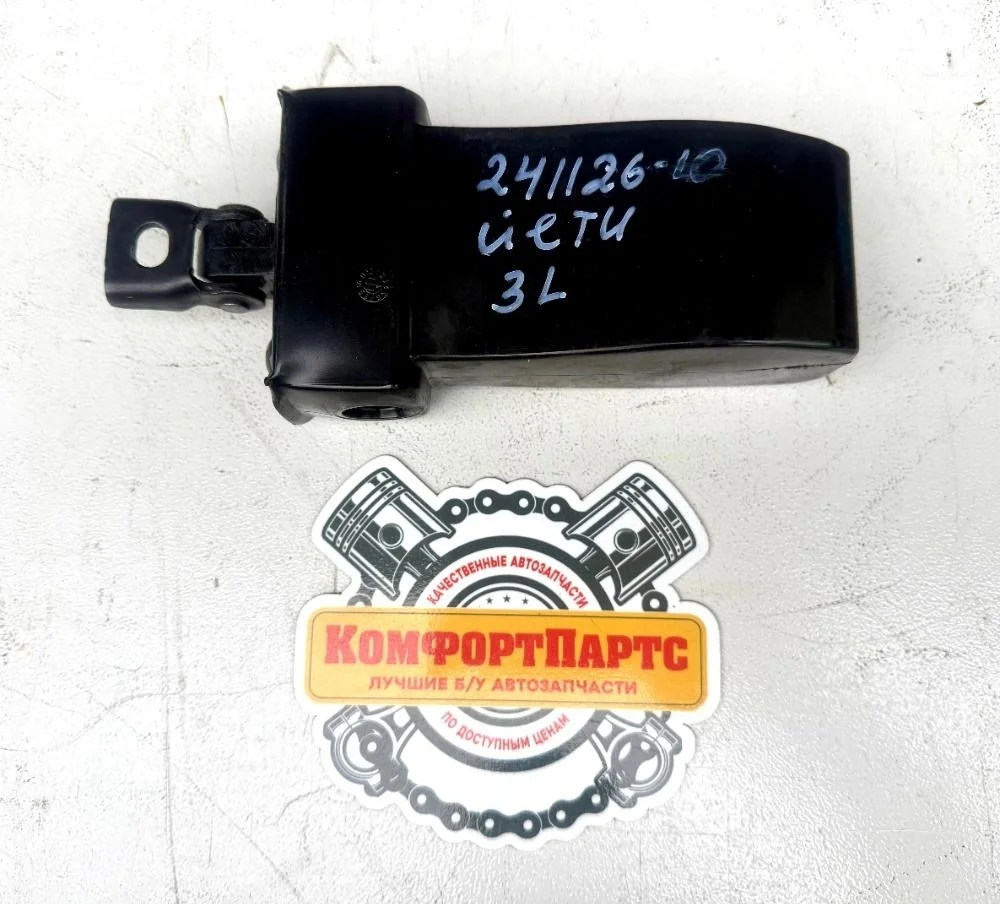 241126-10
йети
3L
КАЧЕСТВЕННЫЕ АВТОЗАПЧАСТИ
КОМФОРТПАРТС
ЛУЧШИЕ Б/У АВТОЗАПЧАСТИ
ПО ДОСТУПНЫМ ЦЕНАМ